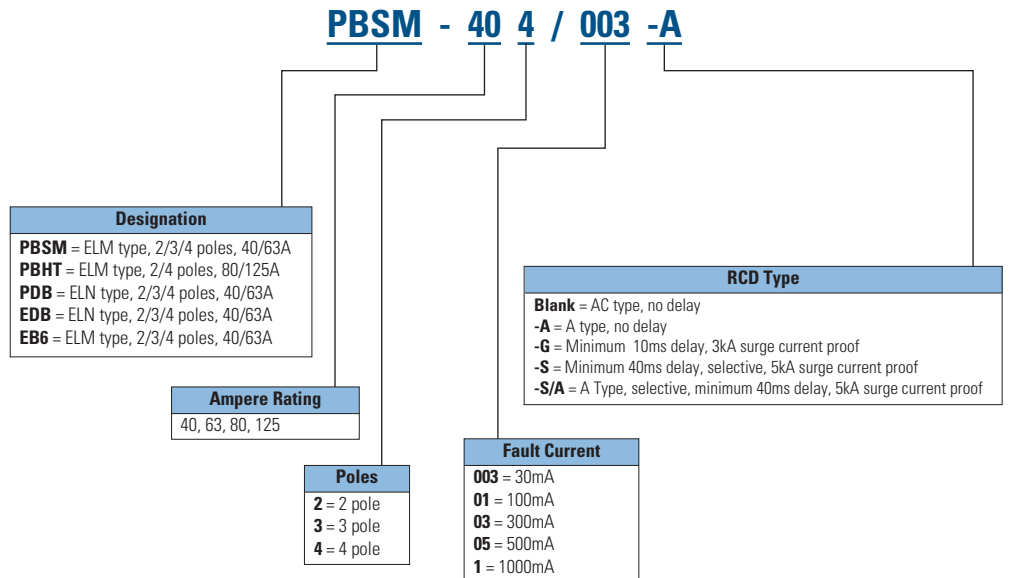 PBSM - 40 4 / 003 -A
Designation
PBSM = ELM type, 2/3/4 poles, 40/63A
PBHT = ELM type, 2/4 poles, 80/125A
PDB = ELN type, 2/3/4 poles, 40/63A
EDB = ELN type, 2/3/4 poles, 40/63A
EB6 = ELM type, 2/3/4 poles, 40/63A
Ampere Rating
40, 63, 80, 125
Poles
2 = 2 pole
3 = 3 pole
4 = 4 pole
Fault Current
003 = 30mA
01 = 100mA
03 = 300mA
05 = 500mA
1 = 1000mA
RCD Type
Blank = AC type, no delay
-A = A type, no delay
-G = Minimum 10ms delay, 3kA surge current proof
-S = Minimum 40ms delay, selective, 5kA surge current proof
-S/A = A Type, selective, minimum 40ms delay, 5kA surge current proof